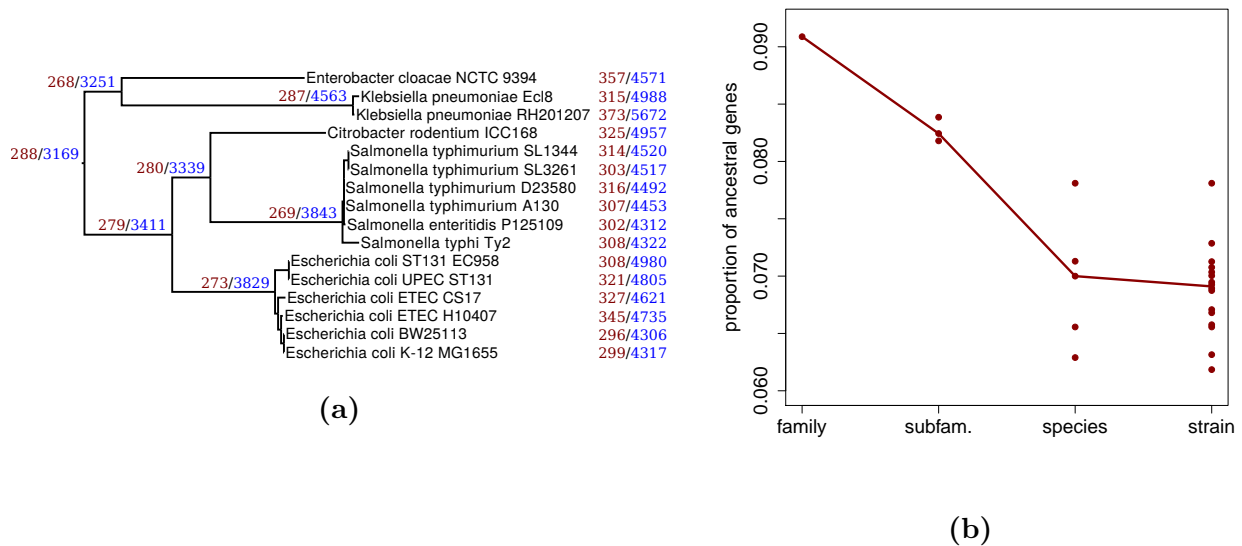 268/3251
Enterobacter cloacae NCTC 9394 357/4571
287/4563
Klebsiella pneumoniae Ecl8 315/4988
Klebsiella pneumoniae RH201207 373/5672
Citrobacter rodentium ICC168 325/4957
288/3169
280/3339
Salmonella typhimurium SL1344 314/4520
Salmonella typhimurium SL3261 303/4517
Salmonella typhimurium D23580 316/4492
269/3843
Salmonella typhimurium A130 307/4453
279/3411
Salmonella enteritidis P125109 302/4312
Salmonella typhi Ty2 308/4322
Escherichia coli ST131 EC958 308/4980
273/3829
Escherichia coli UPEC ST131 321/4805
Escherichia coli ETEC CS17 327/4621
Escherichia coli ETEC H10407 345/4735
Escherichia coli BW25113 296/4306
Escherichia coli K-12 MG1655 299/4317
(a)
proportion of ancestral genes
0.090
0.080
0.070
0.060
family subfam. species strain
(b)